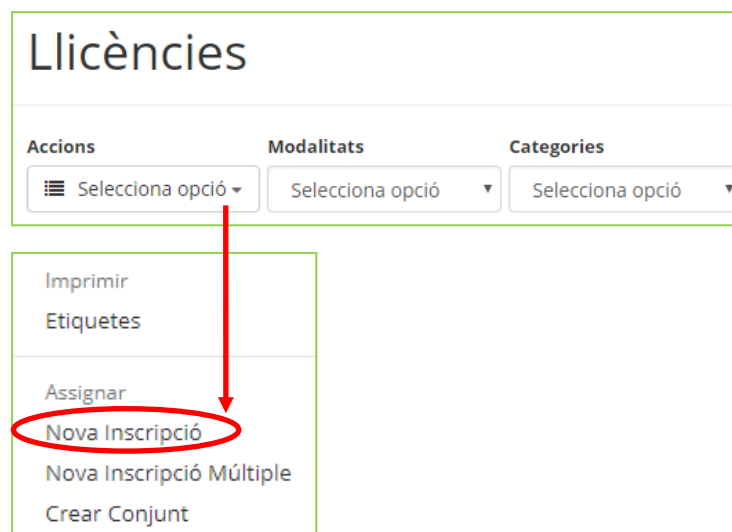 Llicències
Accions Modalitats Categories
Selecciona opció Selecciona opció Selecciona opció
Imprimir
Etiquetes
Assignar
Nova Inscripció
Nova Inscripció Múltiple
Crear Conjunt